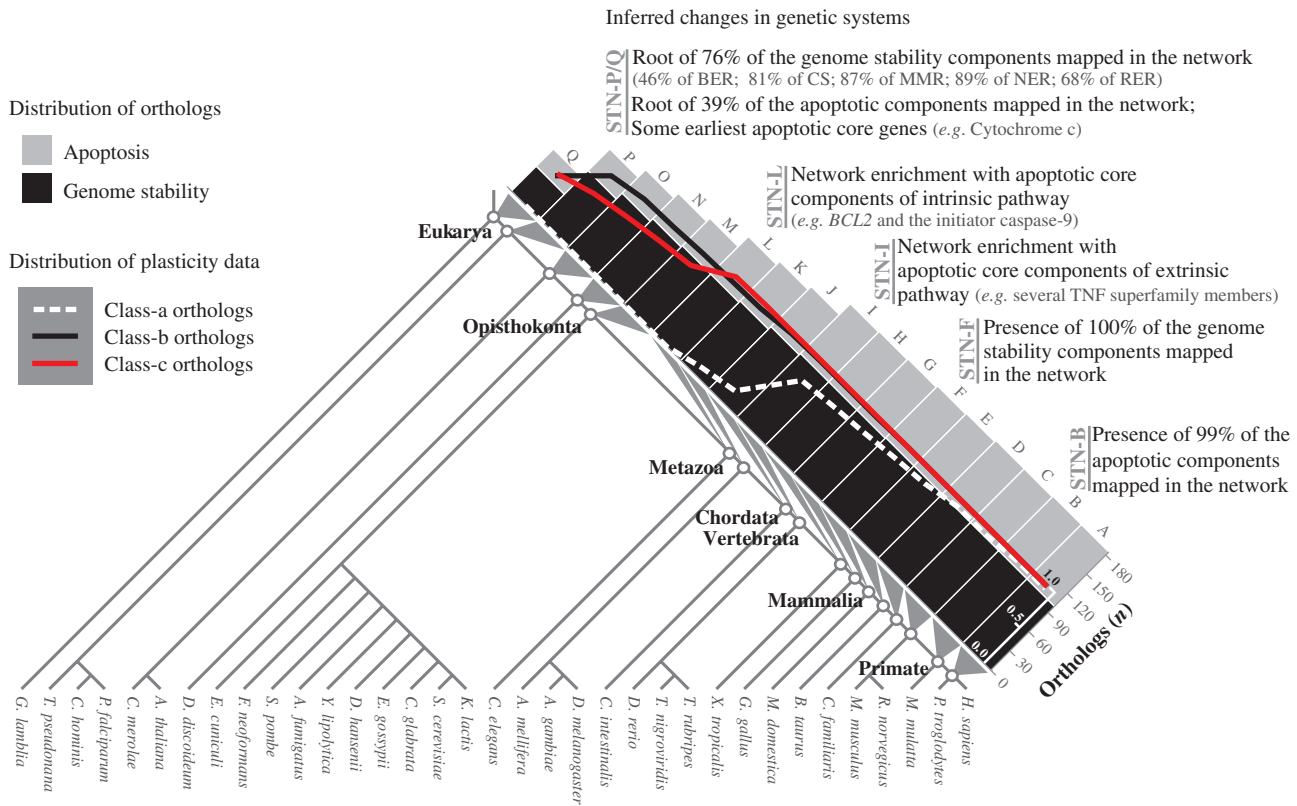 Inferred changes in genetic systems
STN-P/Q
Root of 76% of the genome stability components mapped in the network
(46% of BER; 81% of CS; 87% of MMR; 89% of NER; 68% of RER)
Root of 39% of the apoptotic components mapped in the network;
Some earliest apoptotic core genes (e.g. Cytochrome c)
STN-L
Network enrichment with apoptotic core
components of intrinsic pathway
(e.g. BCL2 and the initiator caspase-9)
STN-I
Network enrichment with
apoptotic core components of extrinsic
pathway (e.g. several TNF superfamily members)
STN-F
Presence of 100% of the genome
stability components mapped
in the network
STN-B
Presence of 99% of the
apoptotic components
mapped in the network
Distribution of orthologs
Apoptosis
Genome stability
Distribution of plasticity data
Class-a orthologs
Class-b orthologs
Class-c orthologs
Q
P
O
N
M
L
K
J
I
H
G
F
E
D
C
B
A
Eukarya
Opisthokonta
Metazoa
Chordata
Vertebrata
Mammalia
Primate
0.0
0.5
1.0
0
30
60
90
120
150
180
Orthologs (n)
G. lamblia
T. pseudonana
C. hominis
P. falciparum
C. merolae
A. thaliana
D. discoideum
E. cuniculi
F. neoformans
S. pombe
A. fumigatus
Y. lipolytica
D. hansenii
E. gossypii
C. glabrata
S. cerevisiae
K. lactis
C. elegans
A. mellifera
A. gambiae
D. melanogaster
C. intestinalis
D. rerio
T. nigroviridis
T. rubripes
X. tropicalis
G. gallus
M. domestica
B. taurus
C. familiaris
M. musculus
R. norvegicus
M. mulata
P. troglodytes
H. sapiens